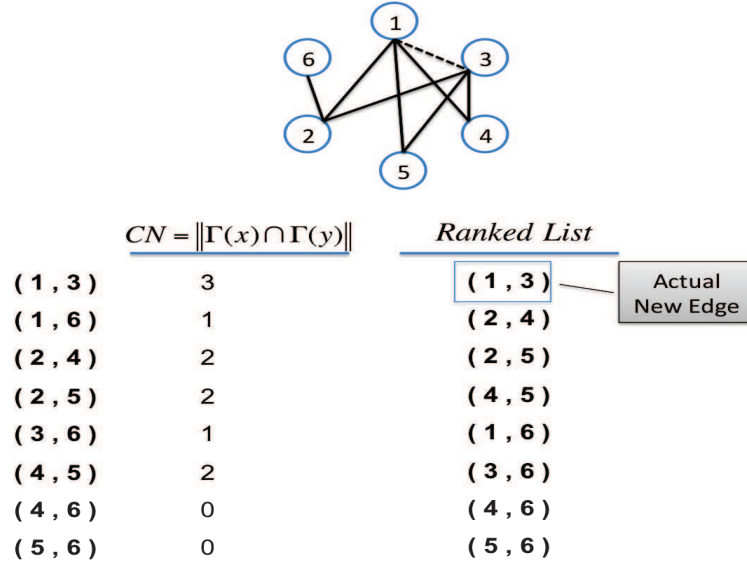 1
6
3
2
4
5
CN = ||Γ(x)∩Γ(y)||
Ranked List
(1,3) 3 (1,3)
Actual
New Edge
(1,6) 1 (2,4)
(2,4) 2 (2,5)
(2,5) 2 (4,5)
(3,6) 1 (1,6)
(4,5) 2 (3,6)
(4,6) 0 (4,6)
(5,6) 0 (5,6)